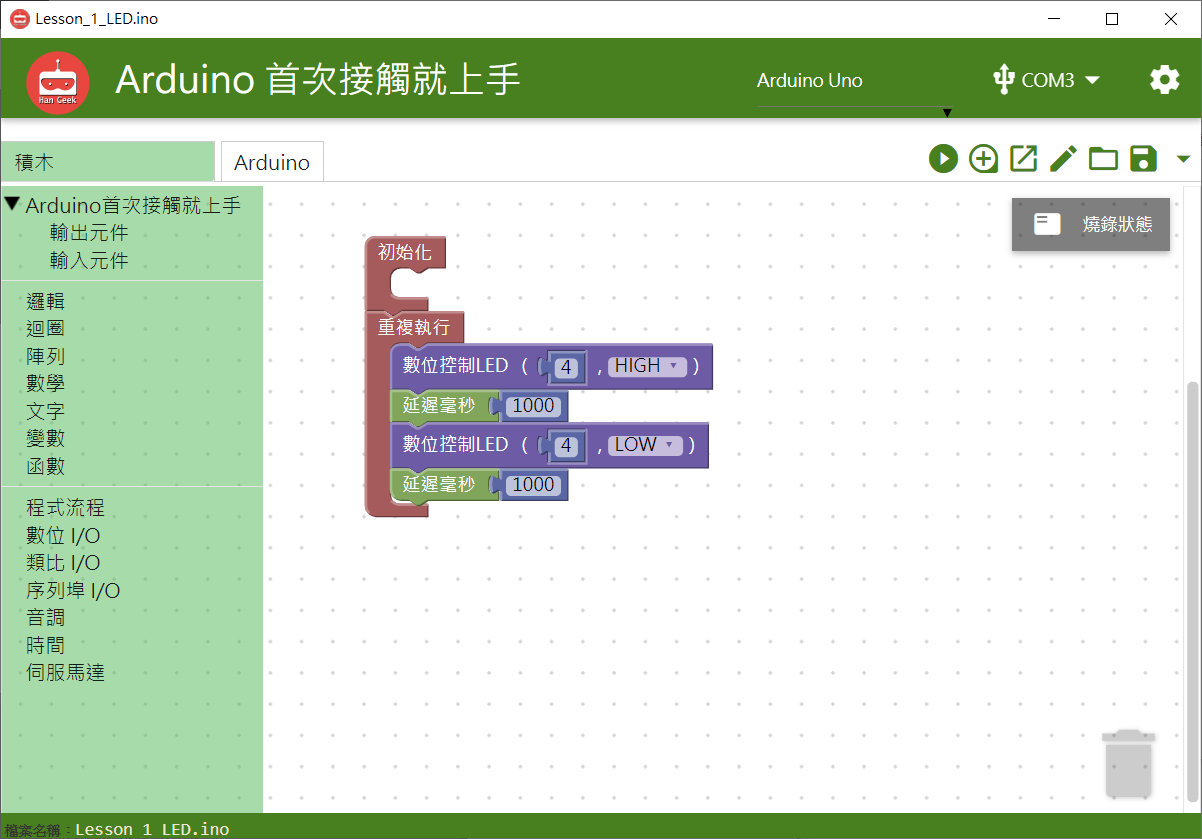 Lesson_1_LED.ino
Han Geek
Arduino 首次接觸就上手
Arduino Uno
COM3
積木
Arduino
Arduino首次接觸就上手
輸出元件
輸入元件
邏輯
迴圈
陣列
數學
文字
變數
函數
程式流程
數位 I/O
類比 I/O
序列埠 I/O
音調
時間
伺服馬達
初始化
重複執行
數位控制LED ( 4 , HIGH )
延遲毫秒 1000
數位控制LED ( 4 , LOW )
延遲毫秒 1000
燒錄狀態
檔案名稱：Lesson_1_LED.ino